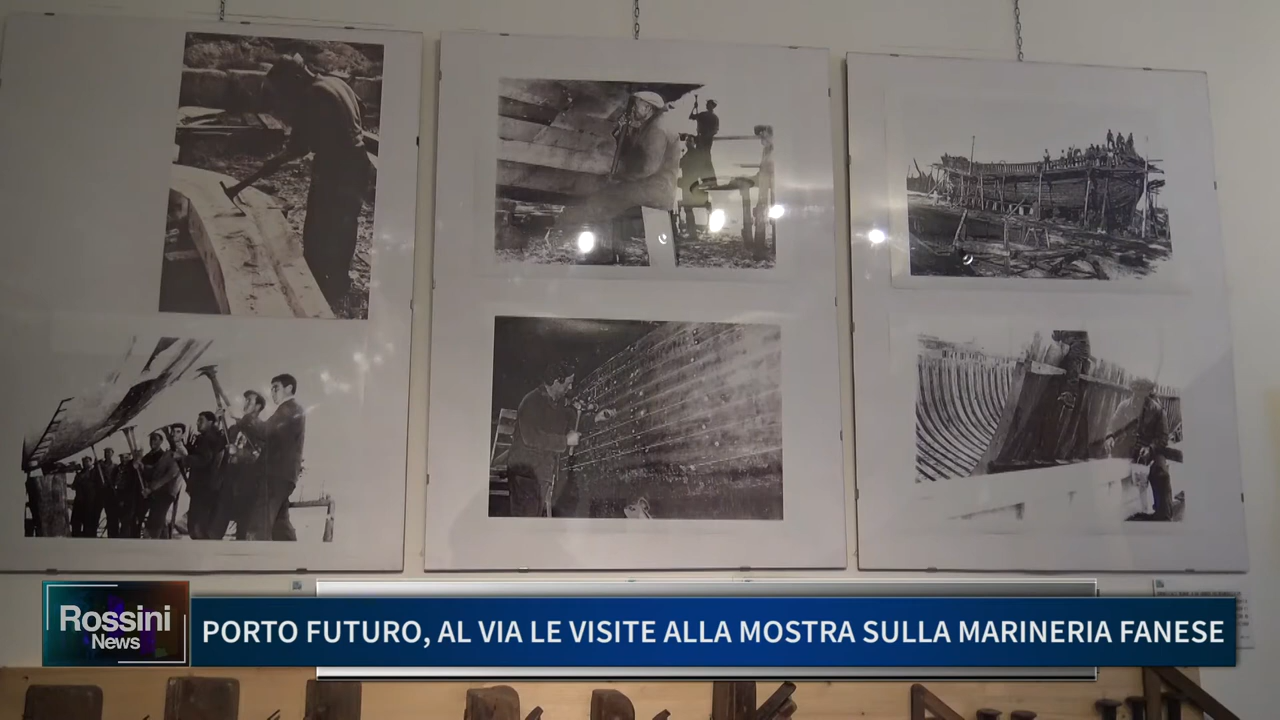 Rossini
News
PORTO FUTURO, AL VIA LE VISITE ALLA MOSTRA SULLA MARINERIA FANESE